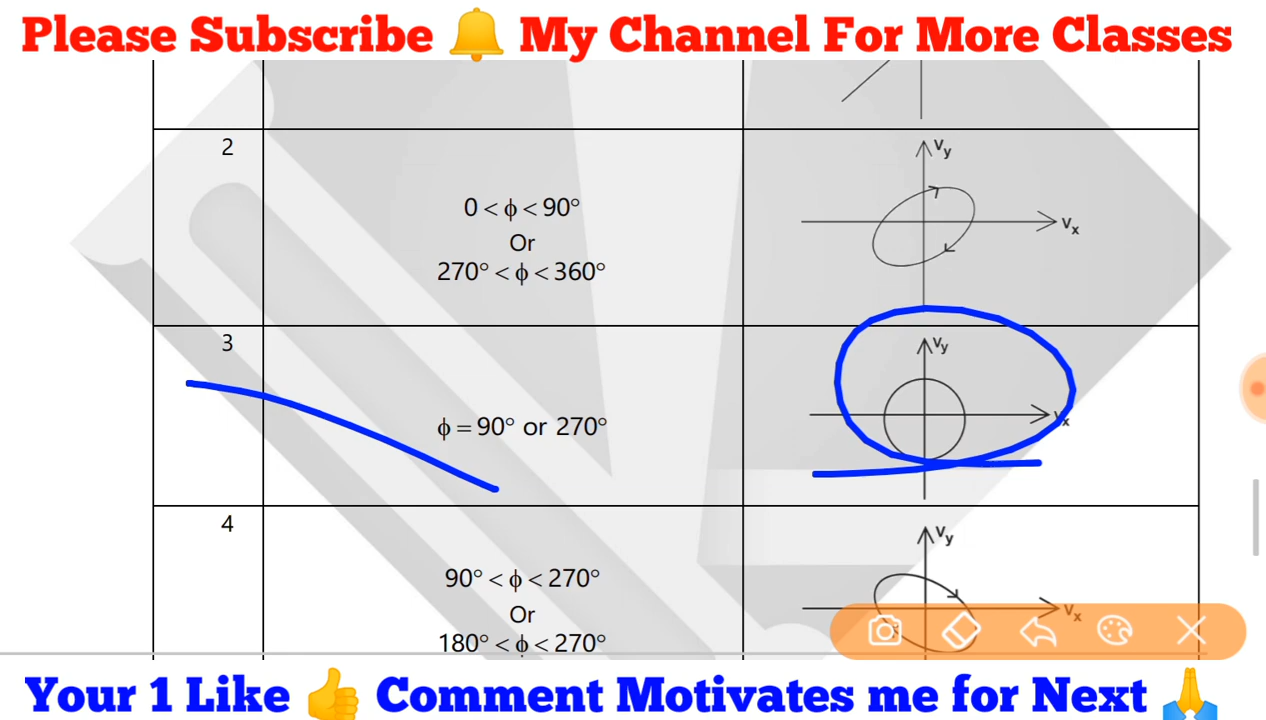 Please Subscribe 🔔 My Channel For More Classes
2
0 < ϕ < 90°
Or
270° < ϕ < 360°
Vy
Vx
3
ϕ = 90° or 270°
Vy
Vx
4
90° < ϕ < 270°
Or
180° < ϕ < 270°
Vy
Vx
Your 1 Like 👍 Comment Motivates me for Next 🙏